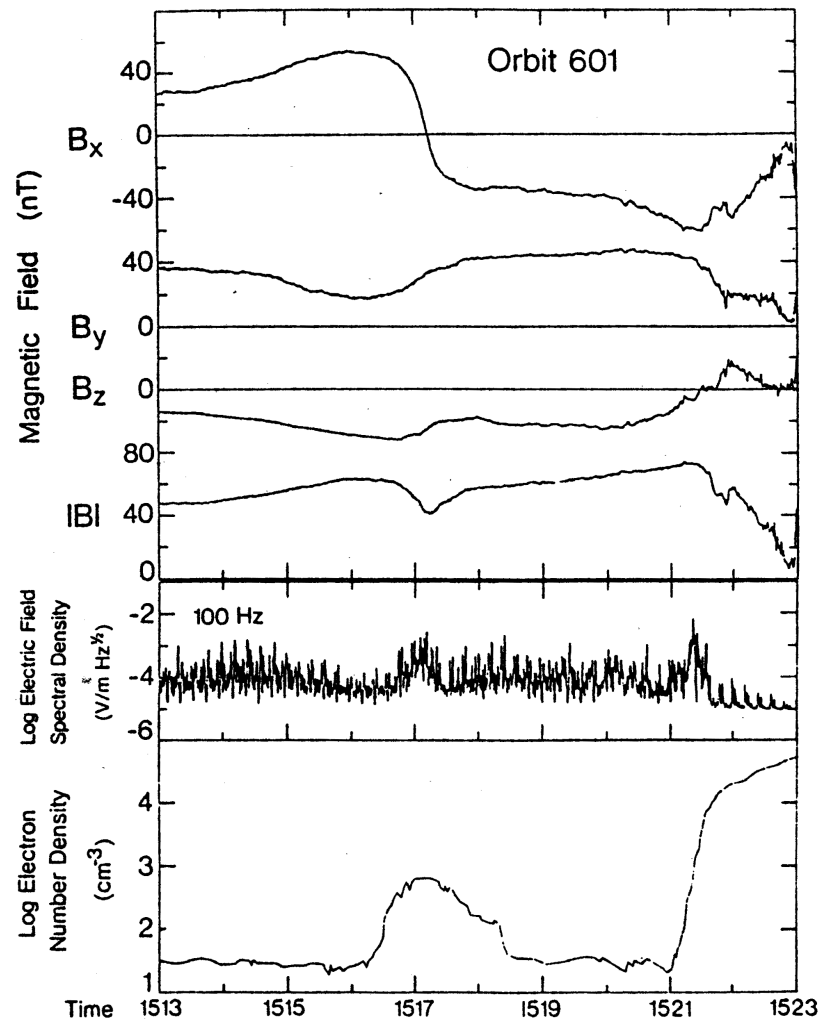 Orbit 601
Magnetic Field (nT)
40
0
Bx
-40
40
0
By
Bz
0
80
|B|
40
0
100 Hz
Log Electric Field
Spectral Density
(V/m Hz½)
-2
-4
-6
Log Electron
Number Density
(cm-3)
4
3
2
1
Time 1513 1515 1517 1519 1521 1523